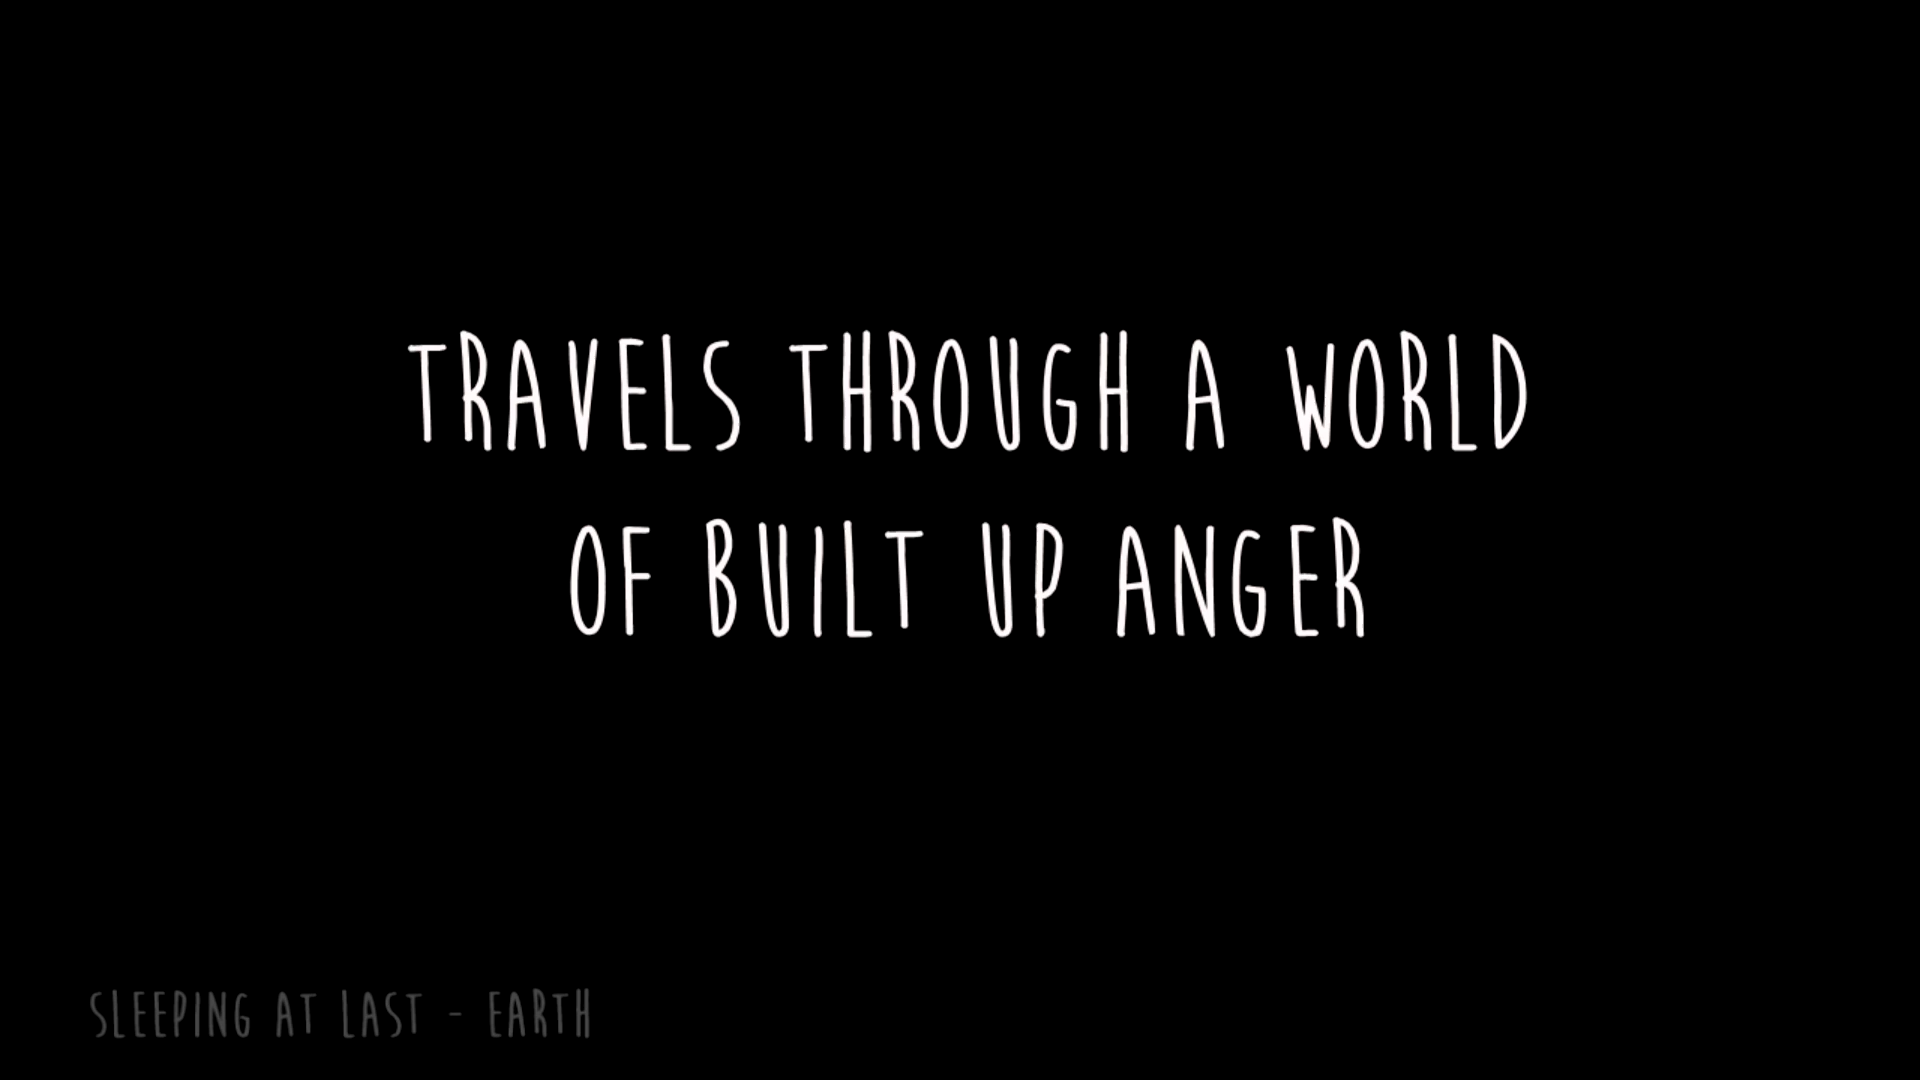 TRAVELS THROUGH A WORLD
OF BUILT UP ANGER
SLEEPING AT LAST - EARTH